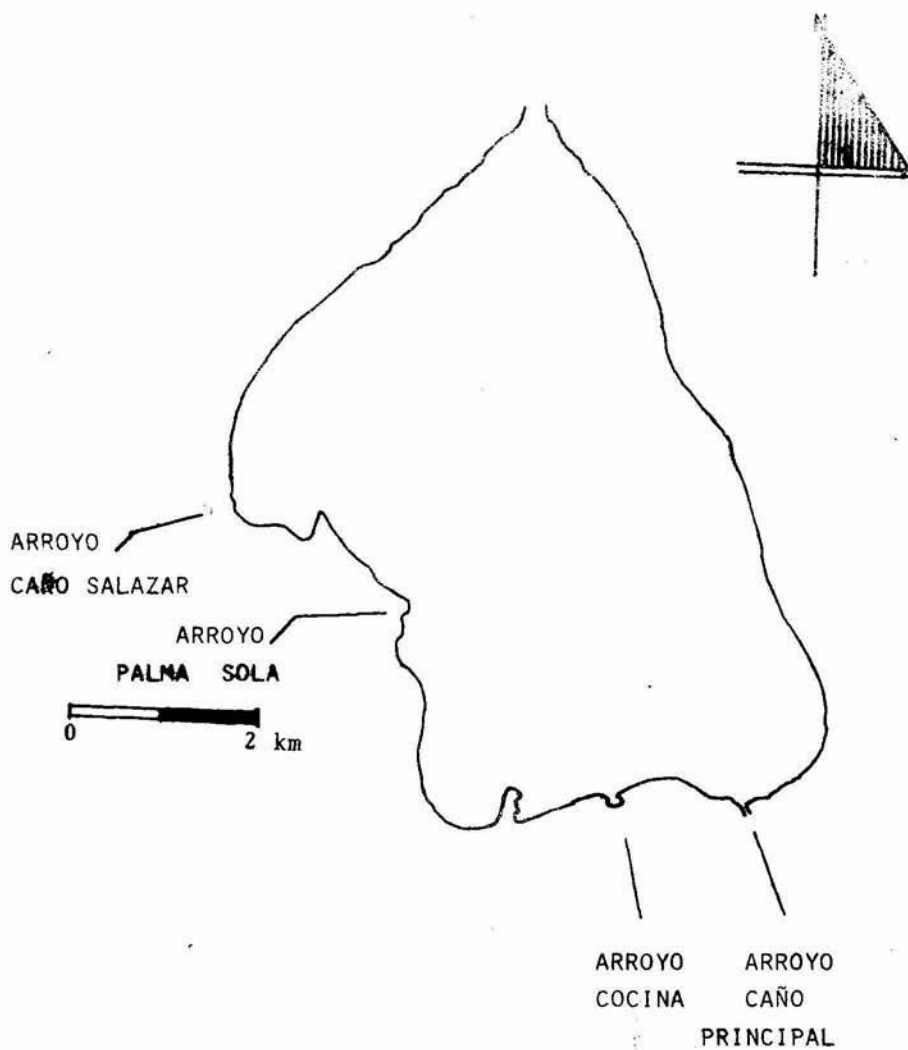 N
ARROYO
CAÑO SALAZAR
ARROYO
PALMA SOLA
0 2 km
ARROYO
COCINA
ARROYO
CAÑO
PRINCIPAL